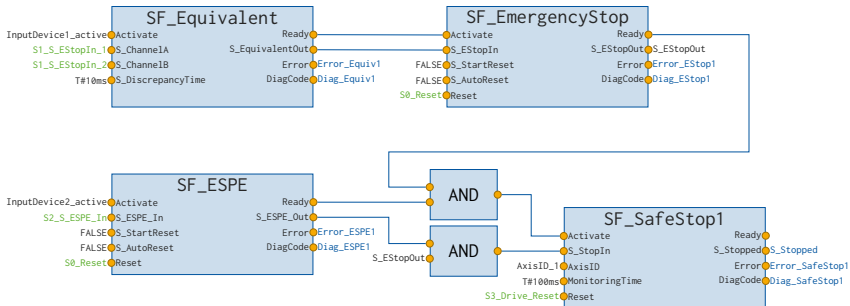 SF_Equivalent
InputDevice1_active Activate Ready
S1_S_EStopIn_1 S_ChannelA S_EquivalentOut
S1_S_EStopIn_2 S_ChannelB Error Error_Equiv1
T#10ms S_DiscrepancyTime DiagCode Diag_Equiv1
SF_EmergencyStop
Activate Ready
S_EStopIn S_EStopOut S_EStopOut
FALSE S_StartReset Error Error_EStop1
FALSE S_AutoReset DiagCode Diag_EStop1
S0_Reset Reset
SF_ESPE
InputDevice2_active Activate Ready
S2_S_ESPE_In S_ESPE_In S_ESPE_Out
FALSE S_StartReset Error Error_ESPE1
FALSE S_AutoReset DiagCode Diag_ESPE1
S0_Reset Reset
AND
S_EStopOut AND
SF_SafeStop1
Activate Ready
S_StopIn S_Stopped S_Stopped
AxisID_1 AxisID Error Error_SafeStop1
T#100ms MonitoringTime DiagCode Diag_SafeStop1
S3_Drive_Reset Reset